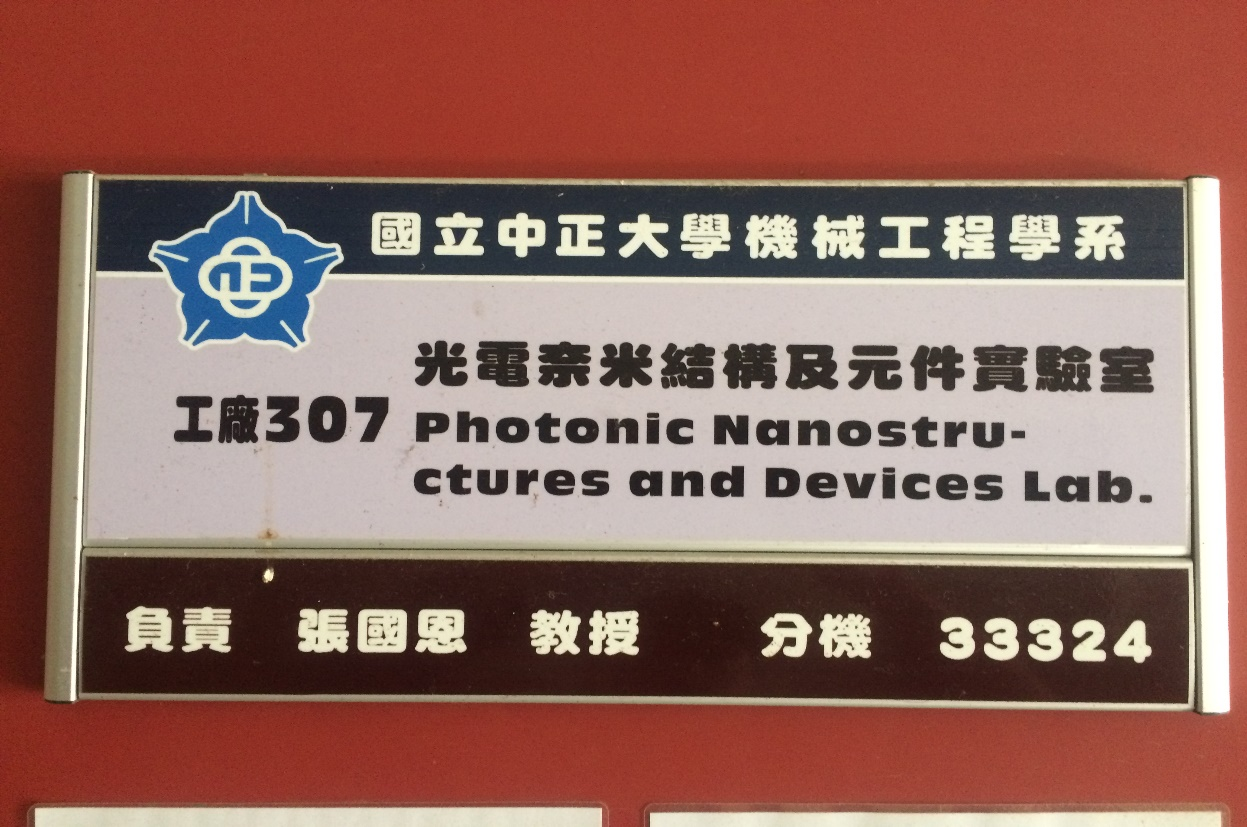 國立中正大學機械工程學系
正
光電奈米結構及元件實驗室
工廠307
Photonic Nanostru-
ctures and Devices Lab.
負責 張國恩 教授 分機 33324